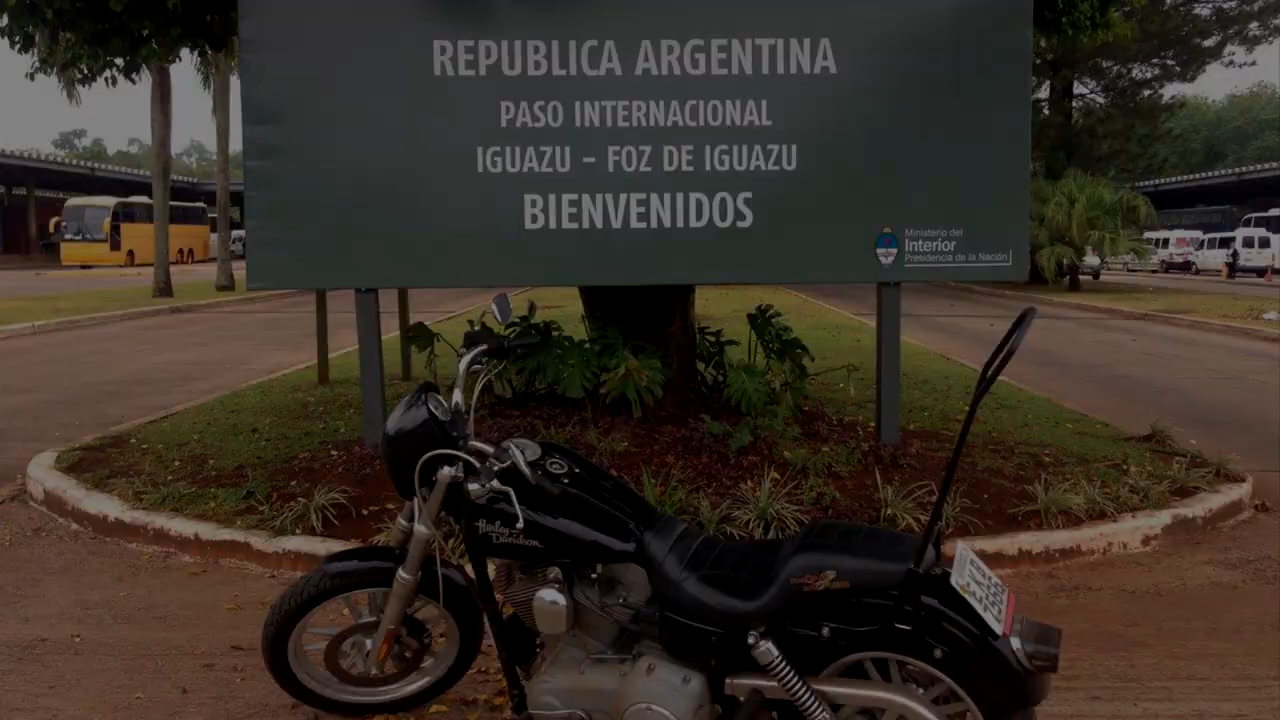 REPUBLICA ARGENTINA
PASO INTERNACIONAL
IGUAZU - FOZ DE IGUAZU
BIENVENIDOS
Ministerio del
Interior
Presidencia de la Nación
Harley
Davidson